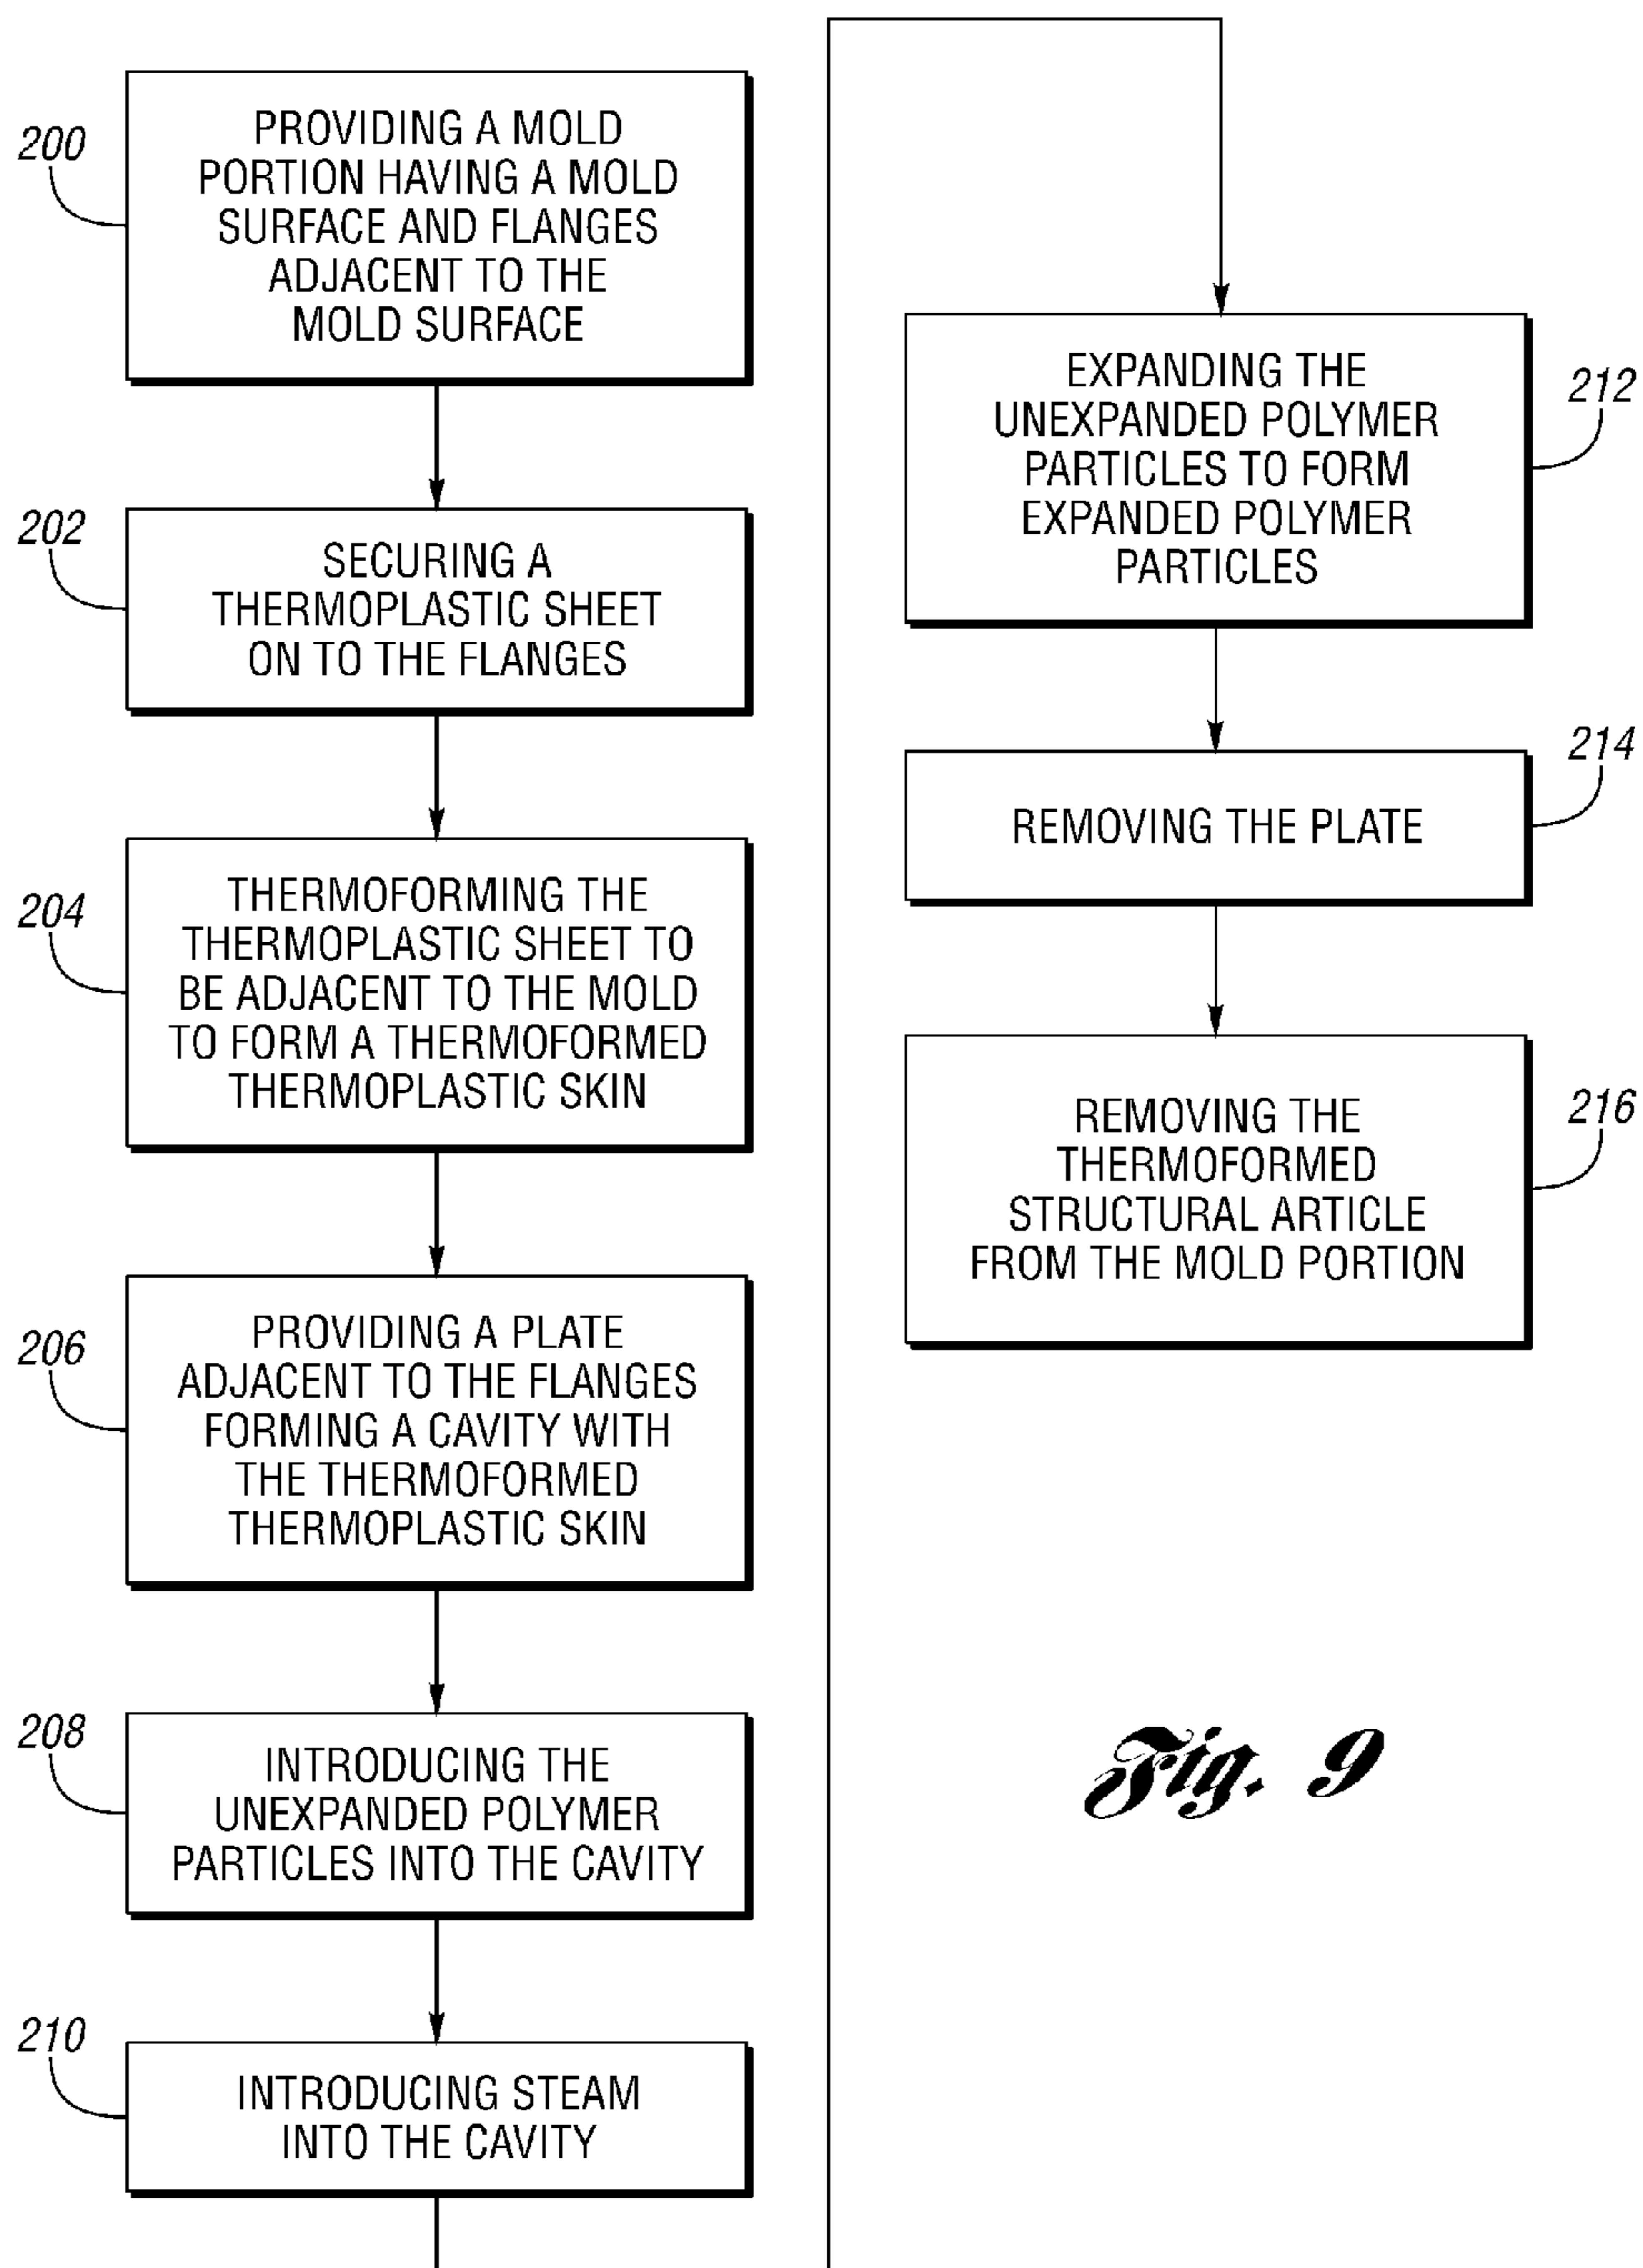 200
PROVIDING A MOLD
PORTION HAVING A MOLD
SURFACE AND FLANGES
ADJACENT TO THE
MOLD SURFACE
202
SECURING A
THERMOPLASTIC SHEET
ON TO THE FLANGES
204
THERMOFORMING THE
THERMOPLASTIC SHEET TO
BE ADJACENT TO THE MOLD
TO FORM A THERMOFORMED
THERMOPLASTIC SKIN
206
PROVIDING A PLATE
ADJACENT TO THE FLANGES
FORMING A CAVITY WITH
THE THERMOFORMED
THERMOPLASTIC SKIN
208
INTRODUCING THE
UNEXPANDED POLYMER
PARTICLES INTO THE CAVITY
210
INTRODUCING STEAM
INTO THE CAVITY
212
EXPANDING THE
UNEXPANDED POLYMER
PARTICLES TO FORM
EXPANDED POLYMER
PARTICLES
214
REMOVING THE PLATE
216
REMOVING THE
THERMOFORMED
STRUCTURAL ARTICLE
FROM THE MOLD PORTION
Fig. 9